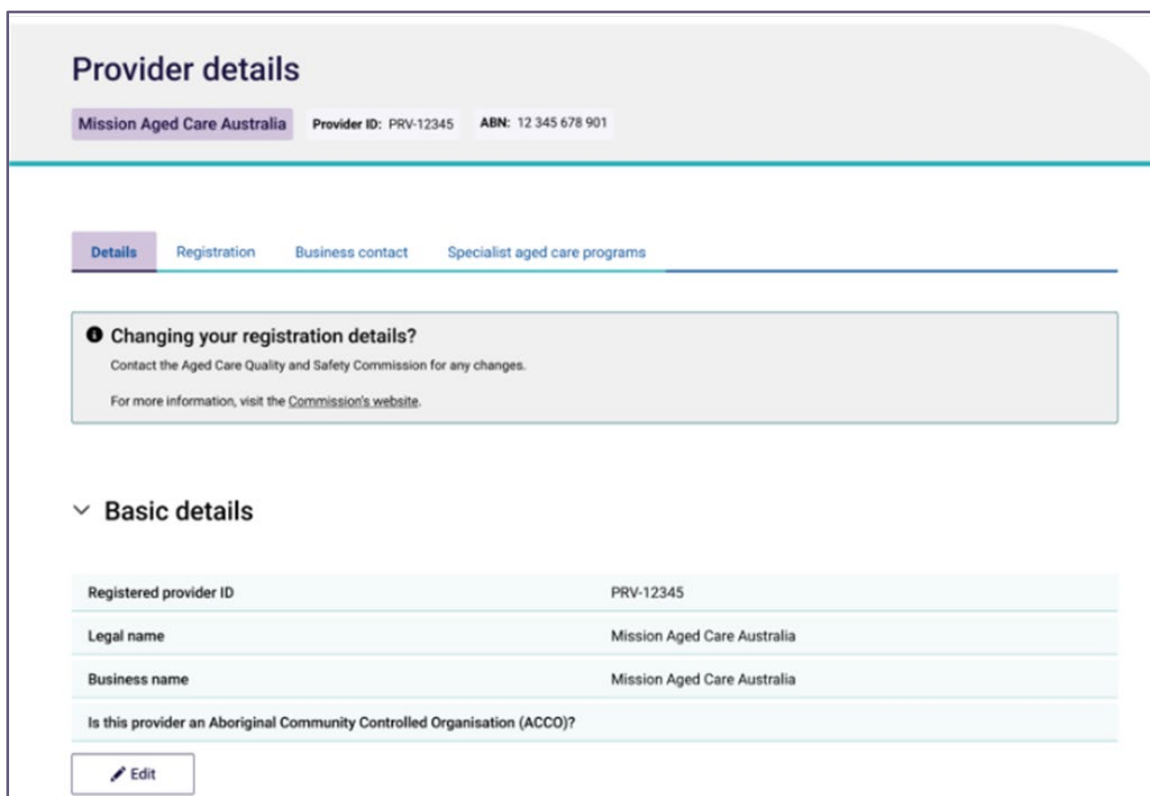 Provider details
Mission Aged Care Australia Provider ID: PRV-12345 ABN: 12 345 678 901
Details Registration Business contact Specialist aged care programs
Changing your registration details?
Contact the Aged Care Quality and Safety Commission for any changes.
For more information, visit the Commission's website.
Basic details
Registered provider ID PRV-12345
Legal name Mission Aged Care Australia
Business name Mission Aged Care Australia
Is this provider an Aboriginal Community Controlled Organisation (ACCO)?
Edit